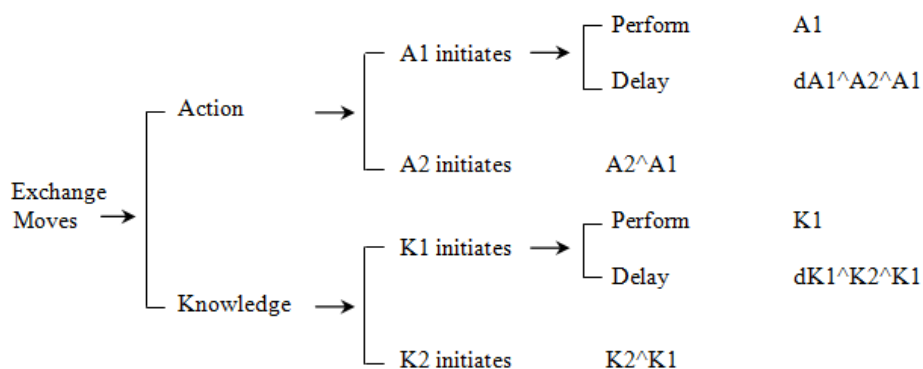 Perform A1
A1 initiates
Delay dA1^A2^A1
Action
A2 initiates A2^A1
Exchange
Moves
Perform K1
K1 initiates
Delay dK1^K2^K1
Knowledge
K2 initiates K2^K1